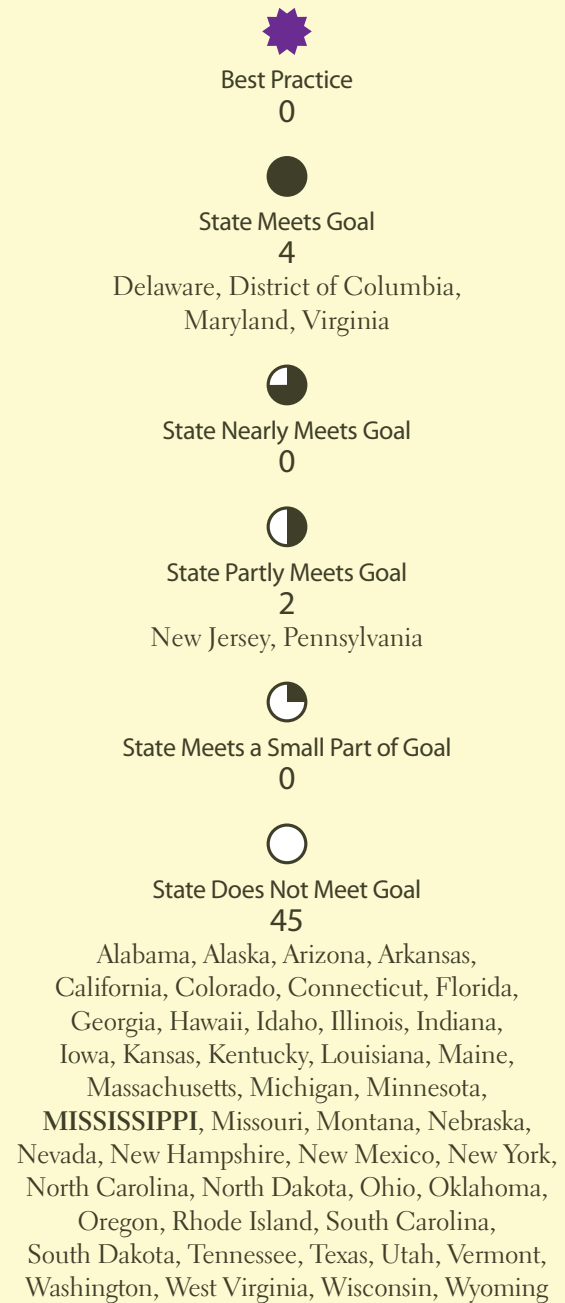 Best Practice
0
State Meets Goal
4
Delaware, District of Columbia,
Maryland, Virginia
State Nearly Meets Goal
0
State Partly Meets Goal
2
New Jersey, Pennsylvania
State Meets a Small Part of Goal
0
State Does Not Meet Goal
45
Alabama, Alaska, Arizona, Arkansas,
California, Colorado, Connecticut, Florida,
Georgia, Hawaii, Idaho, Illinois, Indiana,
Iowa, Kansas, Kentucky, Louisiana, Maine,
Massachusetts, Michigan, Minnesota,
MISSISSIPPI, Missouri, Montana, Nebraska,
Nevada, New Hampshire, New Mexico, New York,
North Carolina, North Dakota, Ohio, Oklahoma,
Oregon, Rhode Island, South Carolina,
South Dakota, Tennessee, Texas, Utah, Vermont,
Washington, West Virginia, Wisconsin, Wyoming